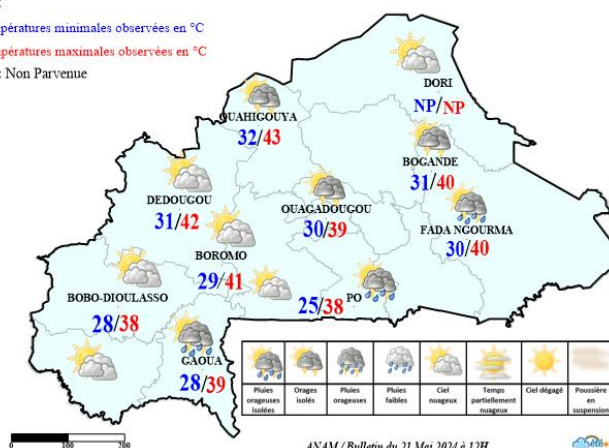 pératures minimales observées en °C
pératures maximales observées en °C
: Non Parvenue
DORI
NP/NP
OUAHIGOUYA
32/43
BOGANDE
31/40
DEDOUGOU
31/42
OUAGADOUGOU
30/39
FADA NGOURMA
30/40
BOROMO
29/41
BOBO-DIOULASSO
28/38
PO
25/38
GAOUA
28/39
Pluies orageuses isolées
Orages isolés
Pluies orageuses
Pluies faibles
Ciel nuageux
Temps partiellement nuageux
Ciel dégagé
Poussière en suspension
100 200
ANAM / Bulletin du 21 Mai 2024 à 12H